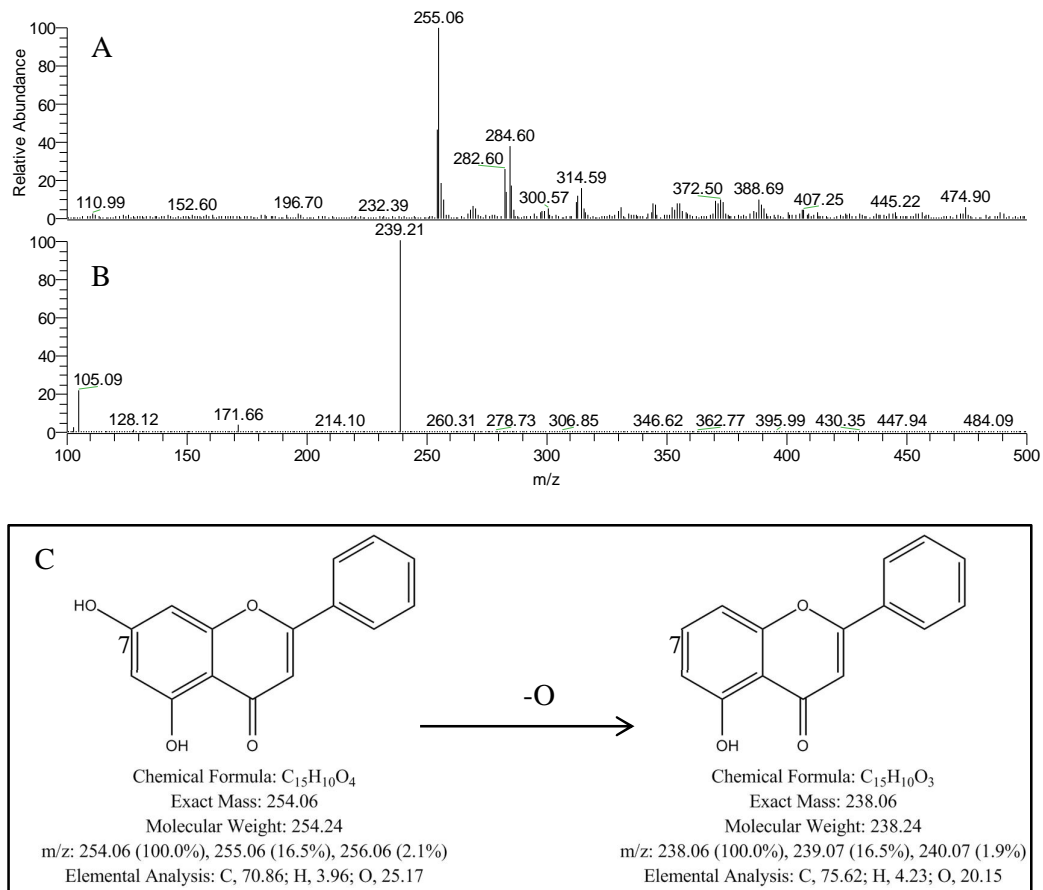 A
Relative Abundance
100
80
60
40
20
0
255.06
284.60
282.60
314.59
300.57
372.50
388.69
407.25
445.22
474.90
110.99
152.60
196.70
232.39
B
100
80
60
40
20
0
239.21
105.09
128.12
171.66
214.10
260.31
278.73
306.85
346.62
362.77
395.99
430.35
447.94
484.09
100 150 200 250 300 350 400 450 500
m/z
C
HO
O
7
OH
O
Chemical Formula: C₁₅H₁₀O₄
Exact Mass: 254.06
Molecular Weight: 254.24
m/z: 254.06 (100.0%), 255.06 (16.5%), 256.06 (2.1%)
Elemental Analysis: C, 70.86; H, 3.96; O, 25.17
-O
O
7
OH
O
Chemical Formula: C₁₅H₁₀O₃
Exact Mass: 238.06
Molecular Weight: 238.24
m/z: 238.06 (100.0%), 239.07 (16.5%), 240.07 (1.9%)
Elemental Analysis: C, 75.62; H, 4.23; O, 20.15